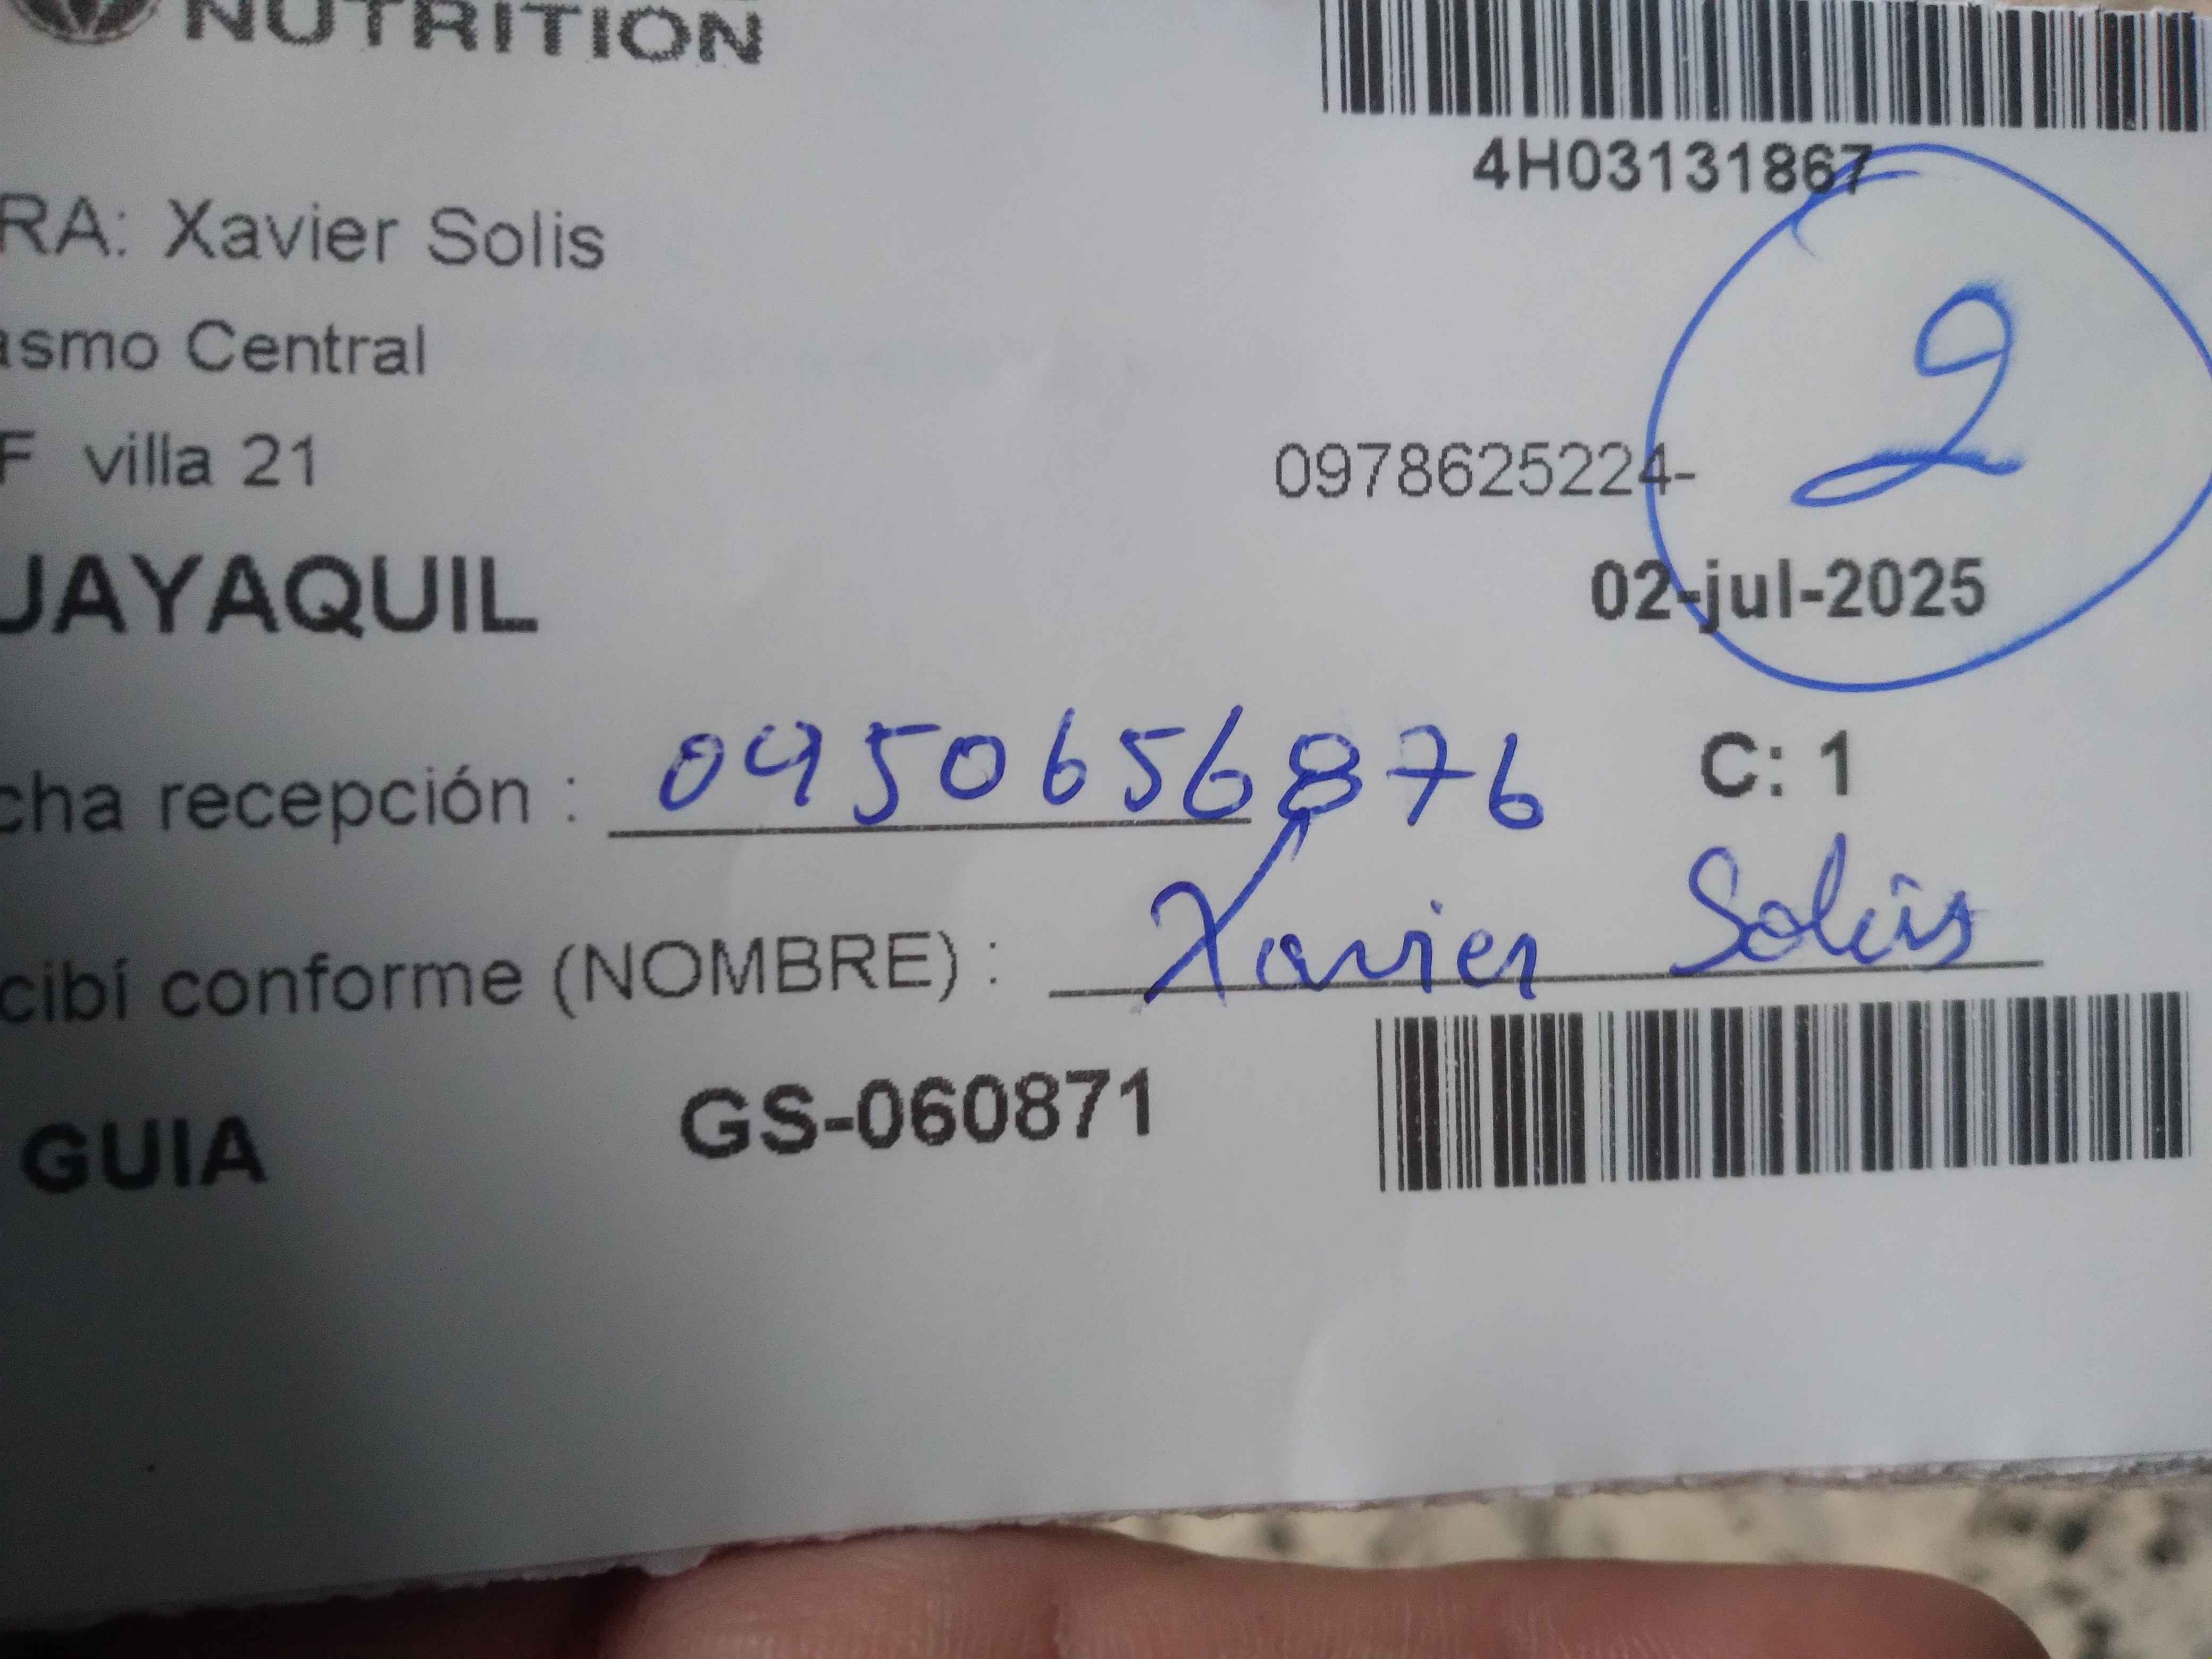 NUTRITION
4H03131867
RA: Xavier Solis
asmo Central
F villa 21
0978625224-
2
UAYAQUIL
02-jul-2025
cha recepción : 0950656876
C: 1
cibí conforme (NOMBRE) : Xavier Solis
GUIA GS-060871